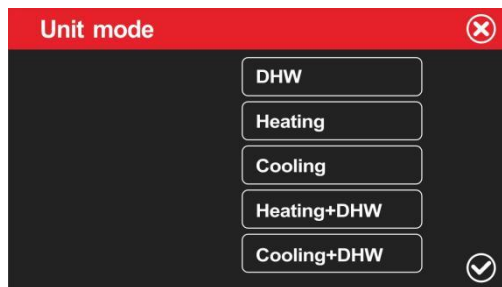 Unit mode
DHW
Heating
Cooling
Heating+DHW
Cooling+DHW